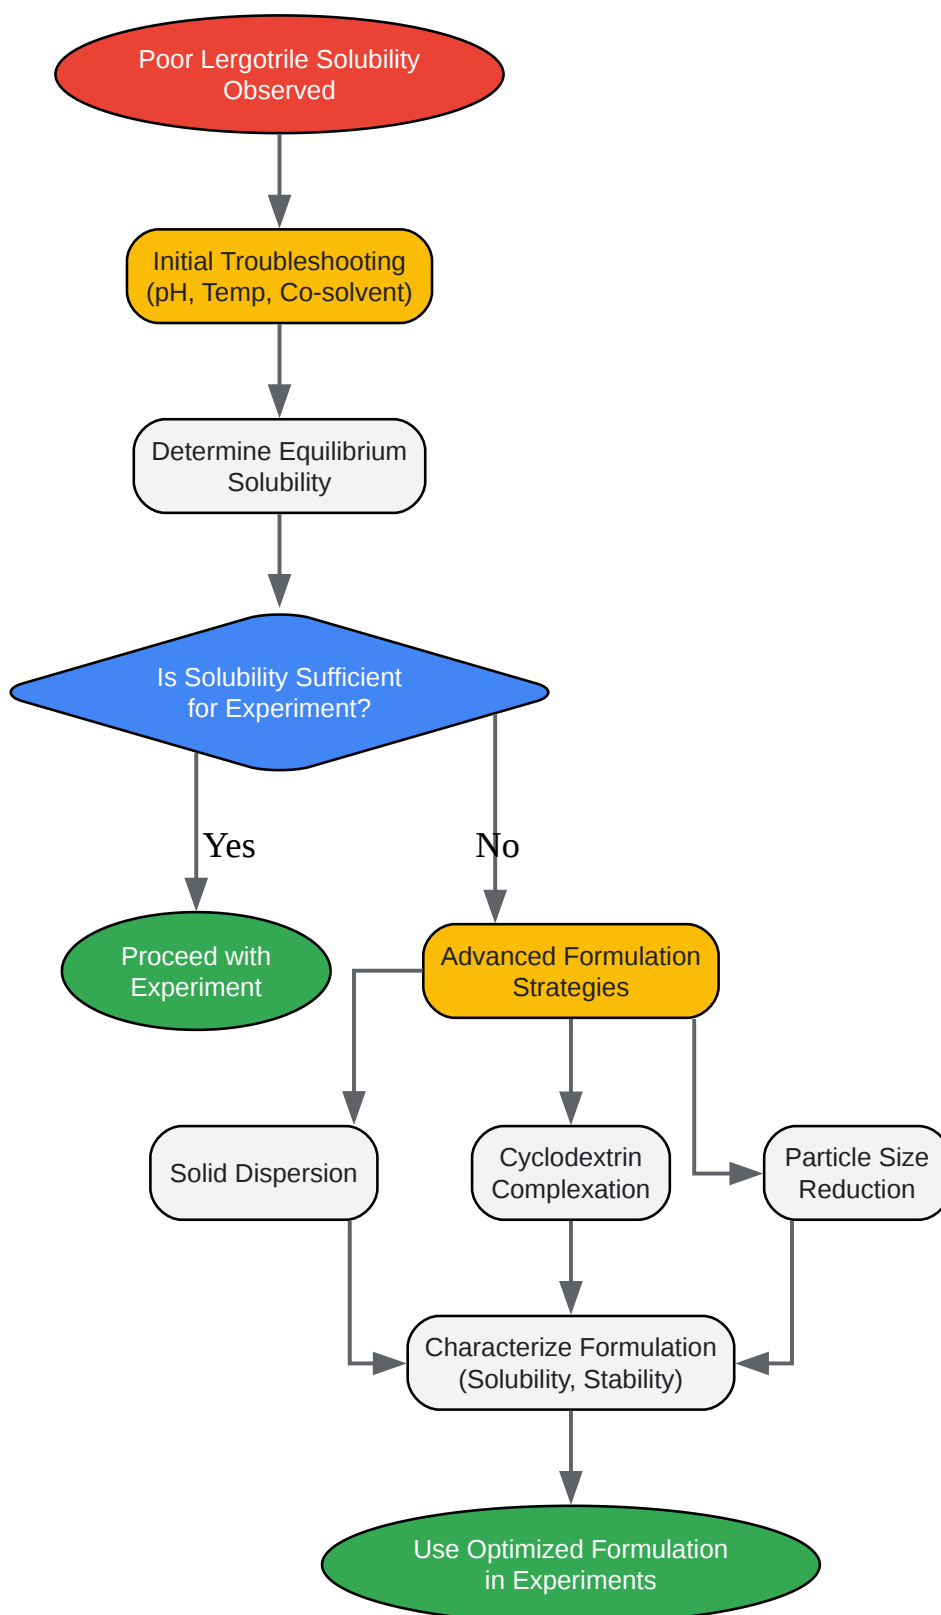 Poor Lergotrile Solubility
Observed
Initial Troubleshooting
(pH, Temp, Co-solvent)
Determine Equilibrium
Solubility
Is Solubility Sufficient
for Experiment?
Yes
No
Proceed with
Experiment
Advanced Formulation
Strategies
Solid Dispersion
Cyclodextrin
Complexation
Particle Size
Reduction
Characterize Formulation
(Solubility, Stability)
Use Optimized Formulation
in Experiments